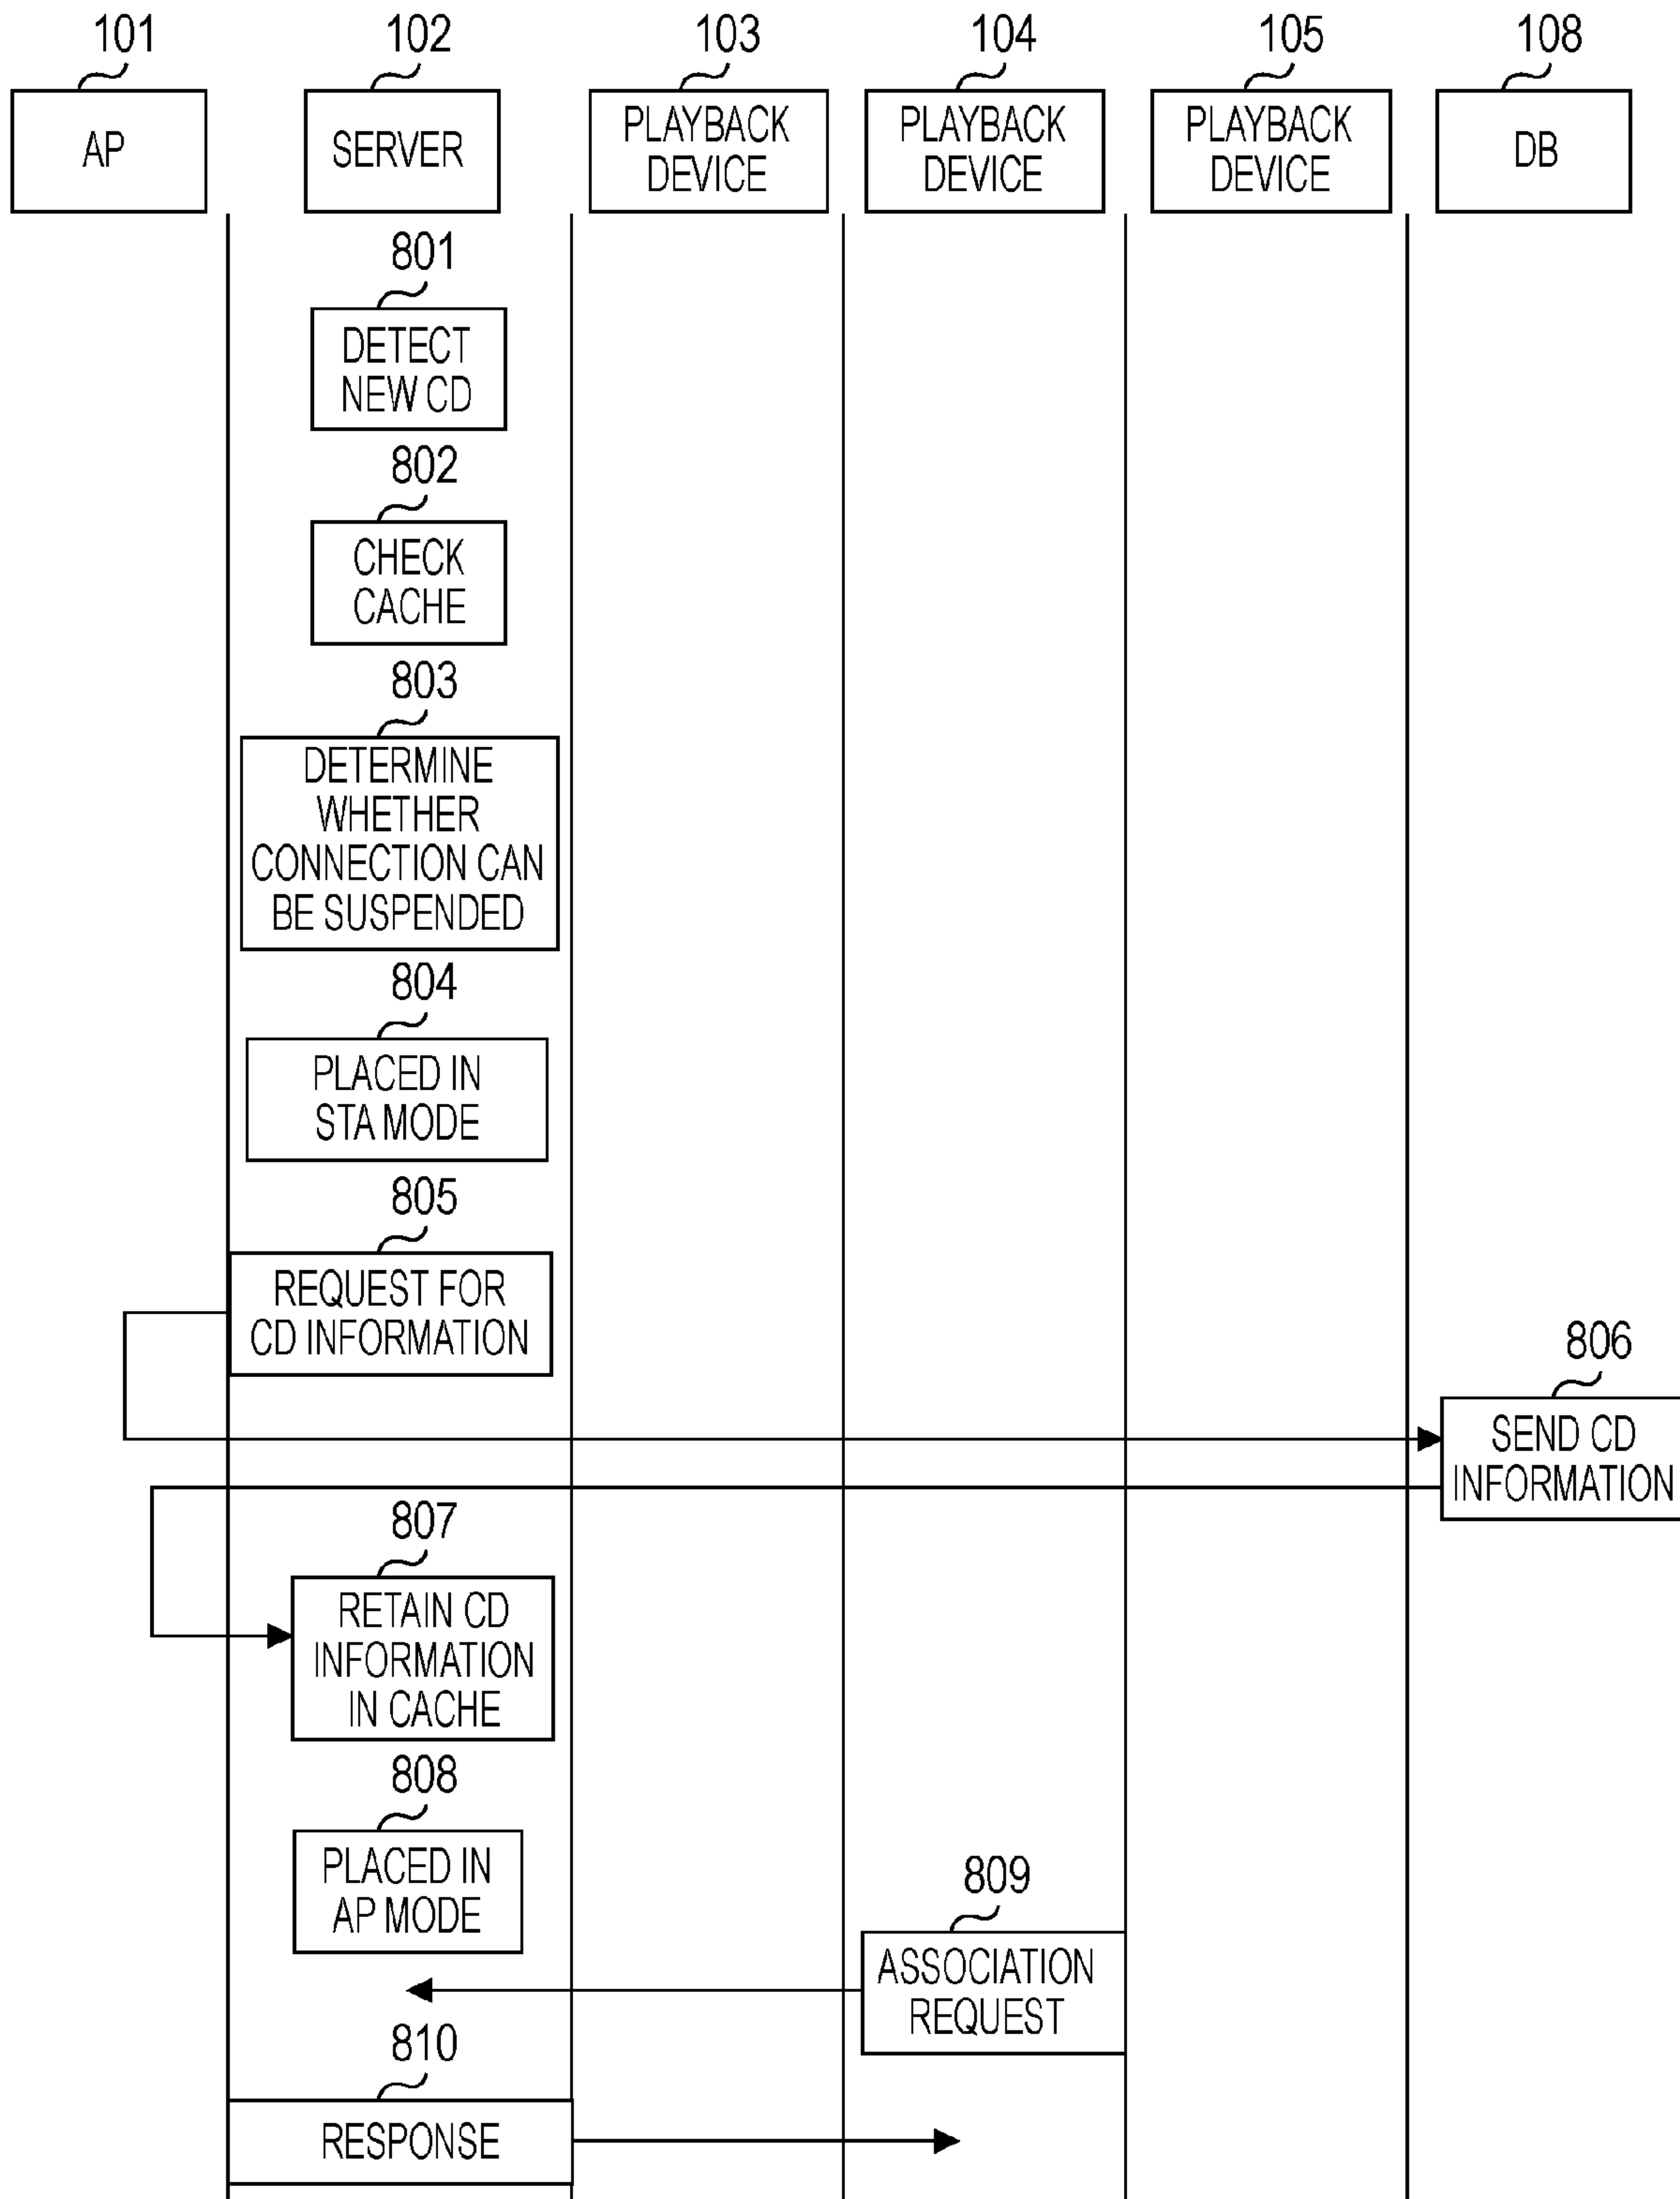 101
102
103
104
105
108
AP
SERVER
PLAYBACK
DEVICE
PLAYBACK
DEVICE
PLAYBACK
DEVICE
DB
801
DETECT
NEW CD
802
CHECK
CACHE
803
DETERMINE
WHETHER
CONNECTION CAN
BE SUSPENDED
804
PLACED IN
STA MODE
805
REQUEST FOR
CD INFORMATION
806
SEND CD
INFORMATION
807
RETAIN CD
INFORMATION
IN CACHE
808
PLACED IN
AP MODE
809
ASSOCIATION
REQUEST
810
RESPONSE